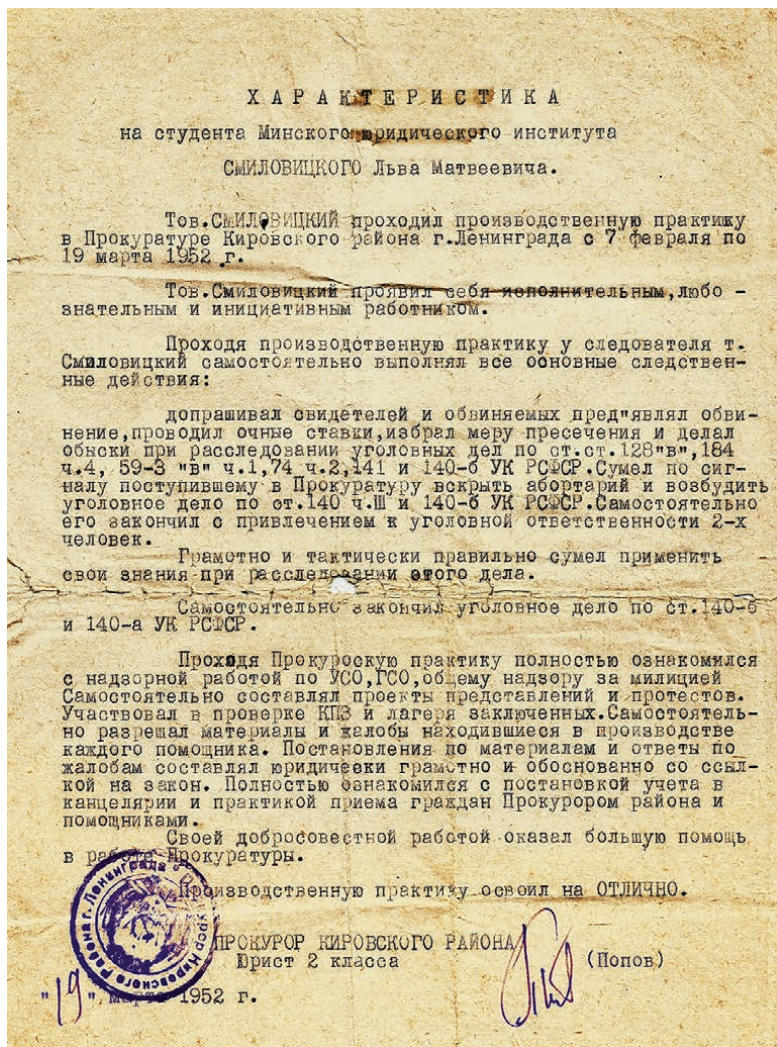 ХАРАКТЕРИСТИКА
на студента Минского юридического института
СМИЛОВИЦКОГО Льва Матвеевича.
Тов.СМИЛОВИЦКИЙ проходил производственную практику
в Прокуратуре Кировского района г.Ленинграда с 7 февраля по
19 марта 1952 г.
Тов.Смиловицкий проявил себя исполнительным,любо -
знательным и инициативным работником.
Проходя производственную практику у следователя т.
Смиловицкий самостоятельно выполнял все основные следствен-
ные действия:
допрашивал свидетелей и обвиняемых пред"являл обви-
нение,проводил очные ставки,избрал меру пресечения и делал
обыски при расследовании уголовных дел по ст.ст.128"в",184
ч.4, 59-3 "в" ч.1,74 ч.2,141 и 140-б УК РСФСР.Сумел по сиг-
налу поступившему в Прокуратуру вскрыть абортарий и возбудить
уголовное дело по ст.140 ч.Ш и 140-б УК РСФСР.Самостоятельно
его закончил с привлечением к уголовной ответственности 2-х
человек.
Грамотно и тактически правильно сумел применить
свои знания при расследовании этого дела.
Самостоятельно закончил уголовное дело по ст.140-б
и 140-а УК РСФСР.
Проходя Прокуроскую практику полностью ознакомился
с надзорной работой по УСО,ГСО,общему надзору за милицией
Самостоятельно составлял проекты представлений и протестов.
Участвовал в проверке КПЗ и лагеря заключенных.Самостоятель-
но разрешал материалы и жалобы находившиеся в производстве
каждого помощника. Постановления по материалам и ответы по
жалобам составлял юридичеcки грамотно и обоснованно со ссыл-
кой на закон. Полностью ознакомился с постановкой учета в
канцелярии и практикой приема граждан Прокурором района и
помощниками.
Своей добросовестной работой оказал большую помощь
в работе Прокуратуры.
Производственную практику освоил на ОТЛИЧНО.
ПРОКУРОР КИРОВСКОГО РАЙОНА
Юрист 2 класса (Попов)
"19" марта 1952 г.
Прокурор Кировского Района г. Ленинграда